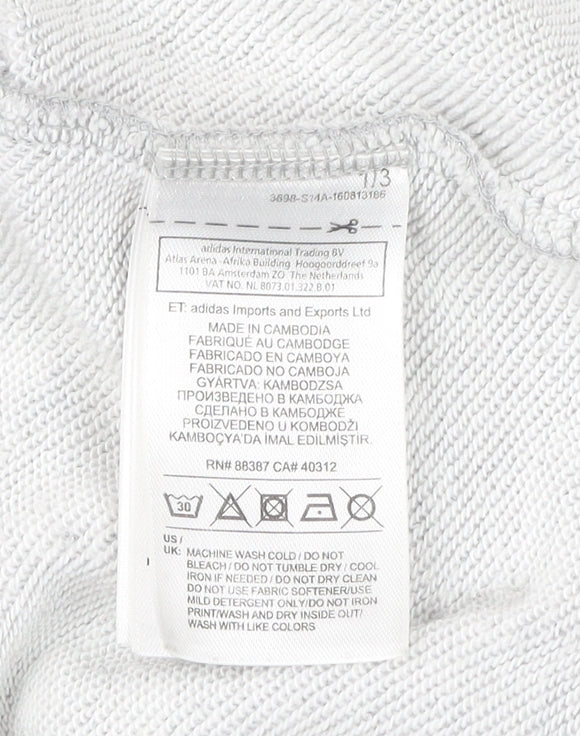 1/3
3698-S14A-160813186
adidas International Trading BV
Atlas Arena - Afrika Building Hoogoorddreef 9a
1101 BA Amsterdam ZO The Netherlands
VAT NO. NL 8073.01.322.B.01
ET: adidas Imports and Exports Ltd
MADE IN CAMBODIA
FABRIQUÉ AU CAMBODGE
FABRICADO EN CAMBOYA
FABRICADO NO CAMBOJA
GYÁRTVA: KAMBODZSA
ПРОИЗВЕДЕНО В КАМБОДЖА
СДЕЛАНО В КАМБОДЖЕ
PROIZVEDENO U KOMBODŽI
KAMBOÇYA'DA İMAL EDİLMİŞTİR.
RN# 88387 CA# 40312
30
US /
UK: MACHINE WASH COLD / DO NOT
BLEACH / DO NOT TUMBLE DRY / COOL
IRON IF NEEDED / DO NOT DRY CLEAN
DO NOT USE FABRIC SOFTENER/USE
MILD DETERGENT ONLY/DO NOT IRON
PRINT/WASH AND DRY INSIDE OUT/
WASH WITH LIKE COLORS